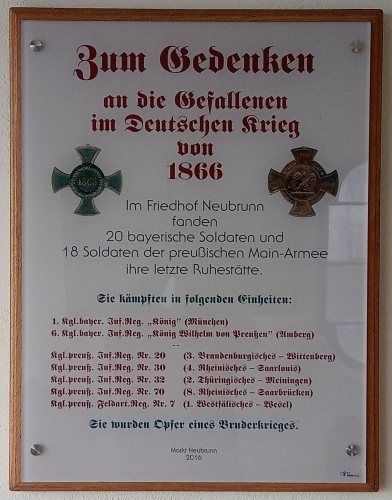 Zum Gedenken
an die Gefallenen
im Deutschen Krieg
von
1866
Im Friedhof Neubrunn
fanden
20 bayerische Soldaten und
18 Soldaten der preußischen Main-Armee
ihre letzte Ruhestätte.
Sie kämpften in folgenden Einheiten:
1. Kgl.bayer. Inf.Reg. „König" (München)
6. Kgl.bayer. Inf.Reg. „König Wilhelm von Preußen" (Amberg)
--
Kgl.preuß. Inf.Reg. Nr. 20 (3. Brandenburgisches - Wittenberg)
Kgl.preuß. Inf.Reg. Nr. 30 (4. Rheinisches - Saarlouis)
Kgl.preuß. Inf.Reg. Nr. 32 (2. Thüringisches - Meiningen)
Kgl.preuß. Inf.Reg. Nr. 70 (8. Rheinisches - Saarbrücken)
Kgl.preuß. Feldart.Reg. Nr. 7 (1. Westfälisches - Wesel)
Sie wurden Opfer eines Bruderkrieges.
Markt Neubrunn
2016